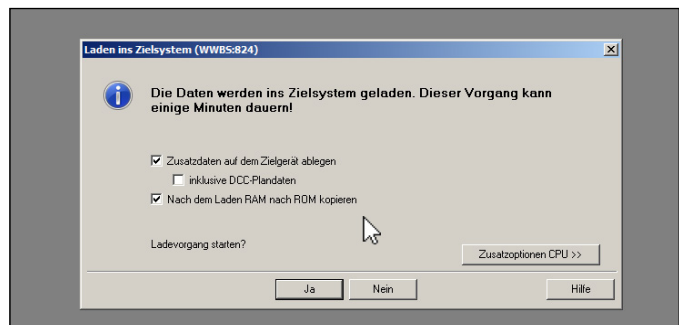 Laden ins Zielsystem (WWBS:824)
Die Daten werden ins Zielsystem geladen. Dieser Vorgang kann
einige Minuten dauern!
Zusatzdaten auf dem Zielgerät ablegen
inklusive DCC-Plandaten
Nach dem Laden RAM nach ROM kopieren
Ladevorgang starten?
Zusatzoptionen CPU >>
Ja
Nein
Hilfe